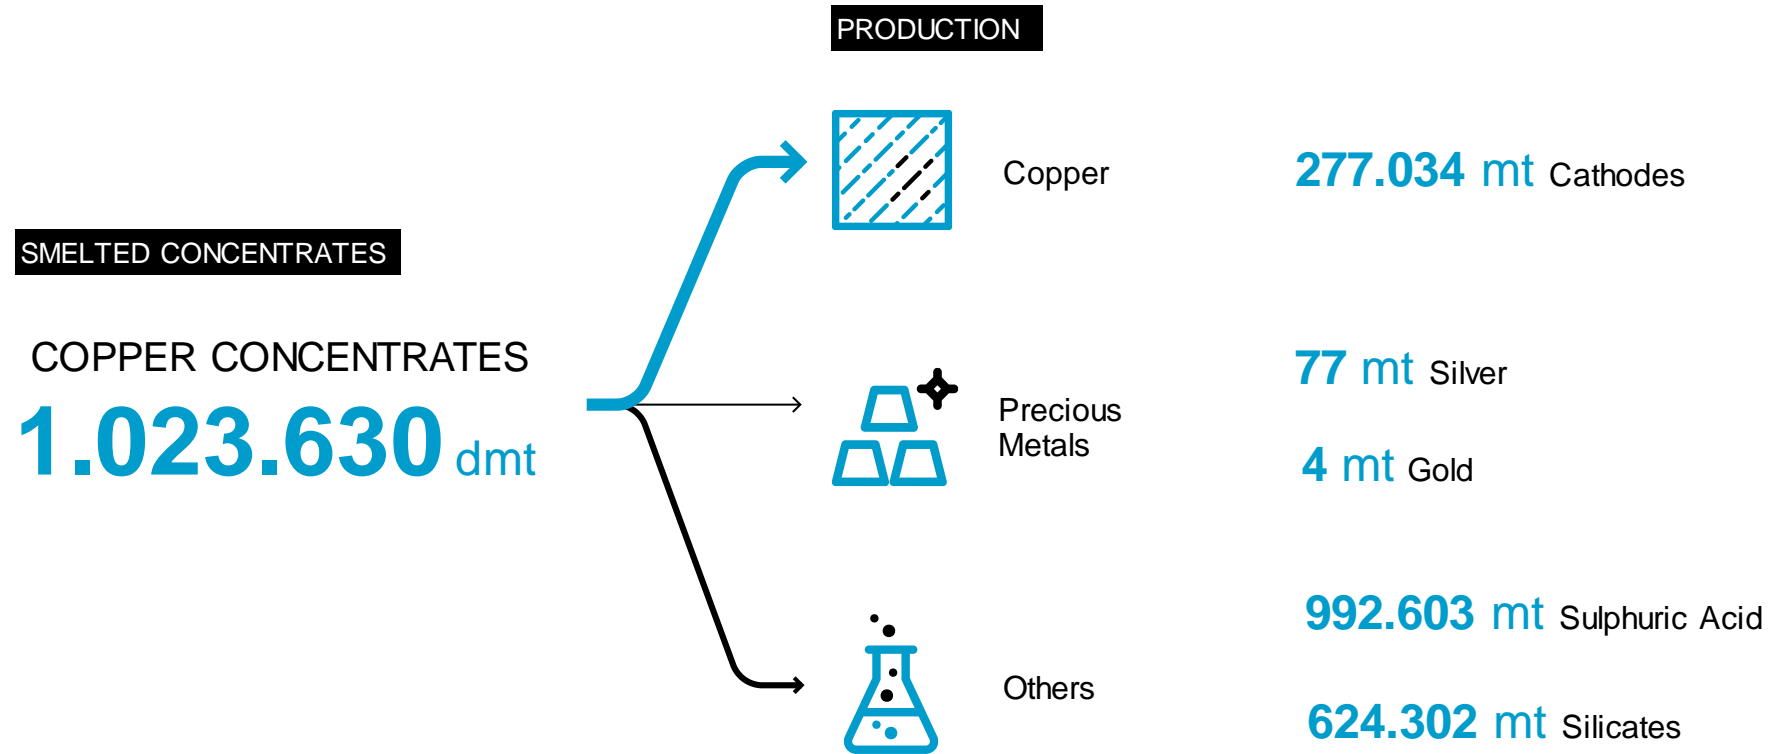 PRODUCTION
Copper
277.034 mt Cathodes
SMELTED CONCENTRATES
COPPER CONCENTRATES
1.023.630 dmt
Precious
Metals
77 mt Silver
4 mt Gold
Others
992.603 mt Sulphuric Acid
624.302 mt Silicates